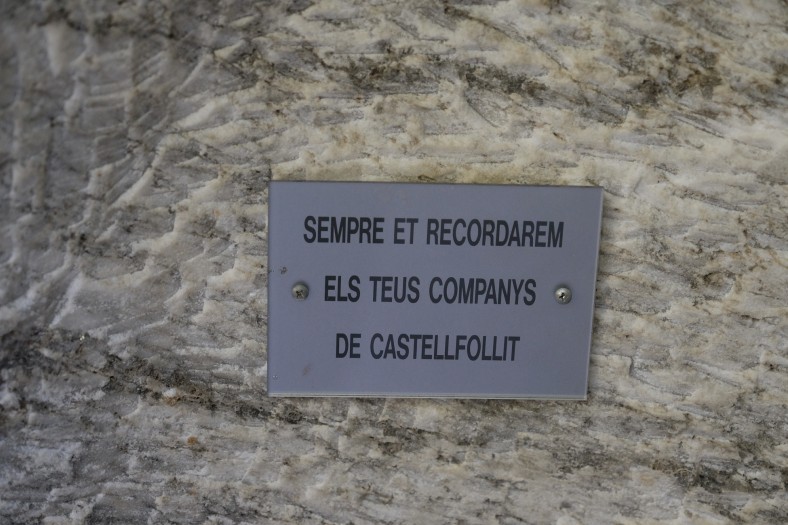 SEMPRE ET RECORDAREM
ELS TEUS COMPANYS
DE CASTELLFOLLIT